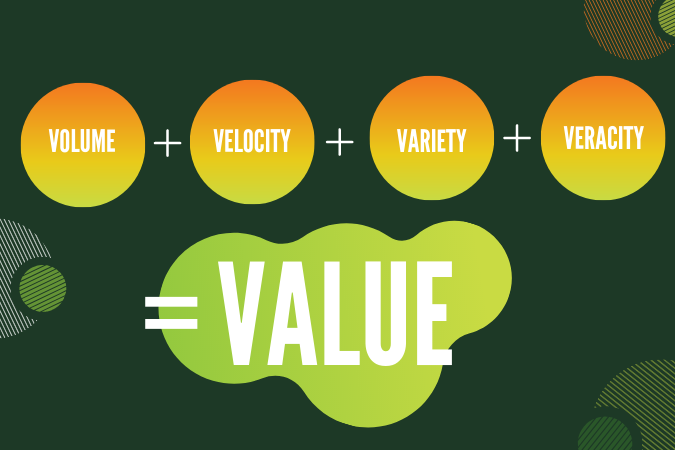 VOLUME + VELOCITY + VARIETY + VERACITY
= VALUE